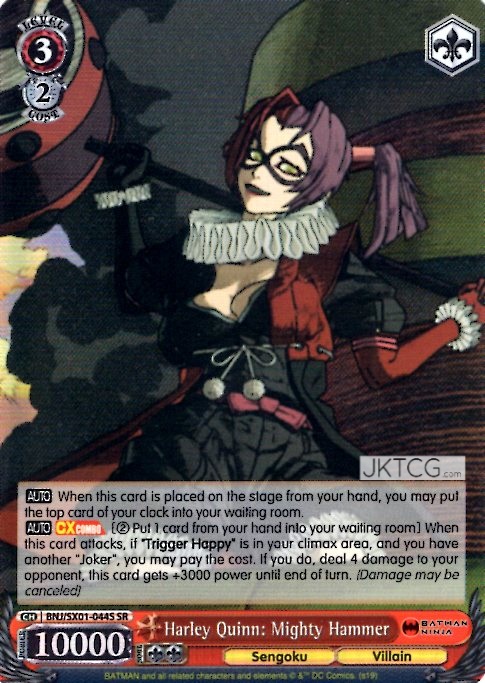 LEVEL
3
2
COST
JKTCG.com
AUTO When this card is placed on the stage from your hand, you may put
the top card of your clock into your waiting room.
AUTO CX COMBO [② Put 1 card from your hand into your waiting room] When
this card attacks, if "Trigger Happy" is in your climax area, and you have
another "Joker", you may pay the cost. If you do, deal 4 damage to your
opponent, this card gets +3000 power until end of turn. (Damage may be
canceled)
CH BNJ/SX01-044S SR
POWER 10000
SOUL
Harley Quinn: Mighty Hammer
BATMAN
NINJA
Sengoku Villain
BATMAN and all related characters and elements © & ™ DC Comics. (s19)